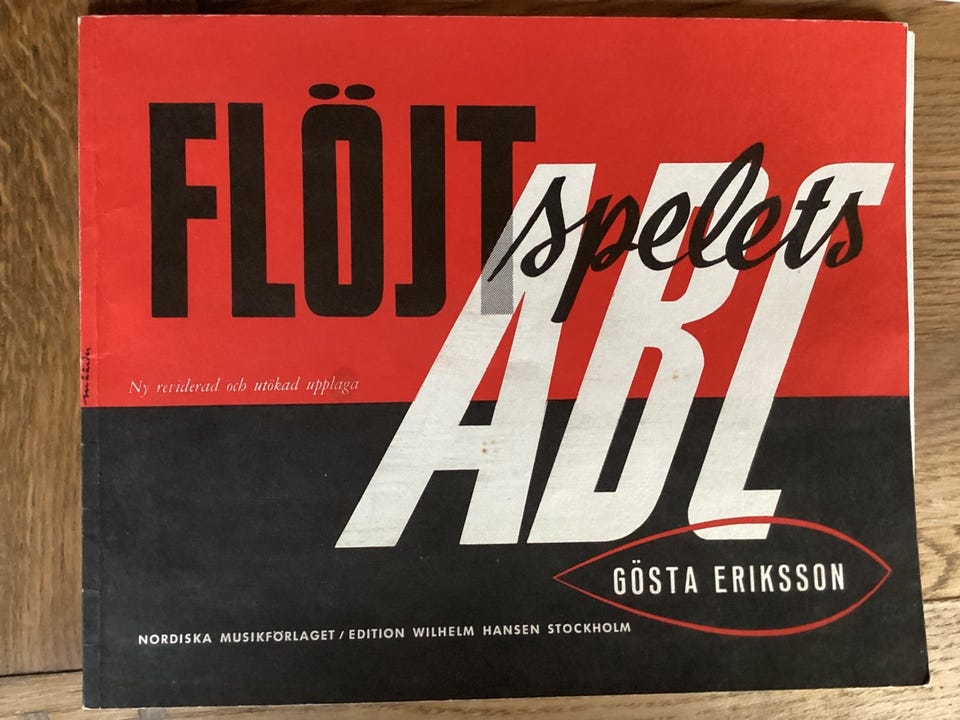 FLÖJT
spelets
ABC
Ny reviderad och utökad upplaga
GÖSTA ERIKSSON
NORDISKA MUSIKFÖRLAGET / EDITION WILHELM HANSEN STOCKHOLM